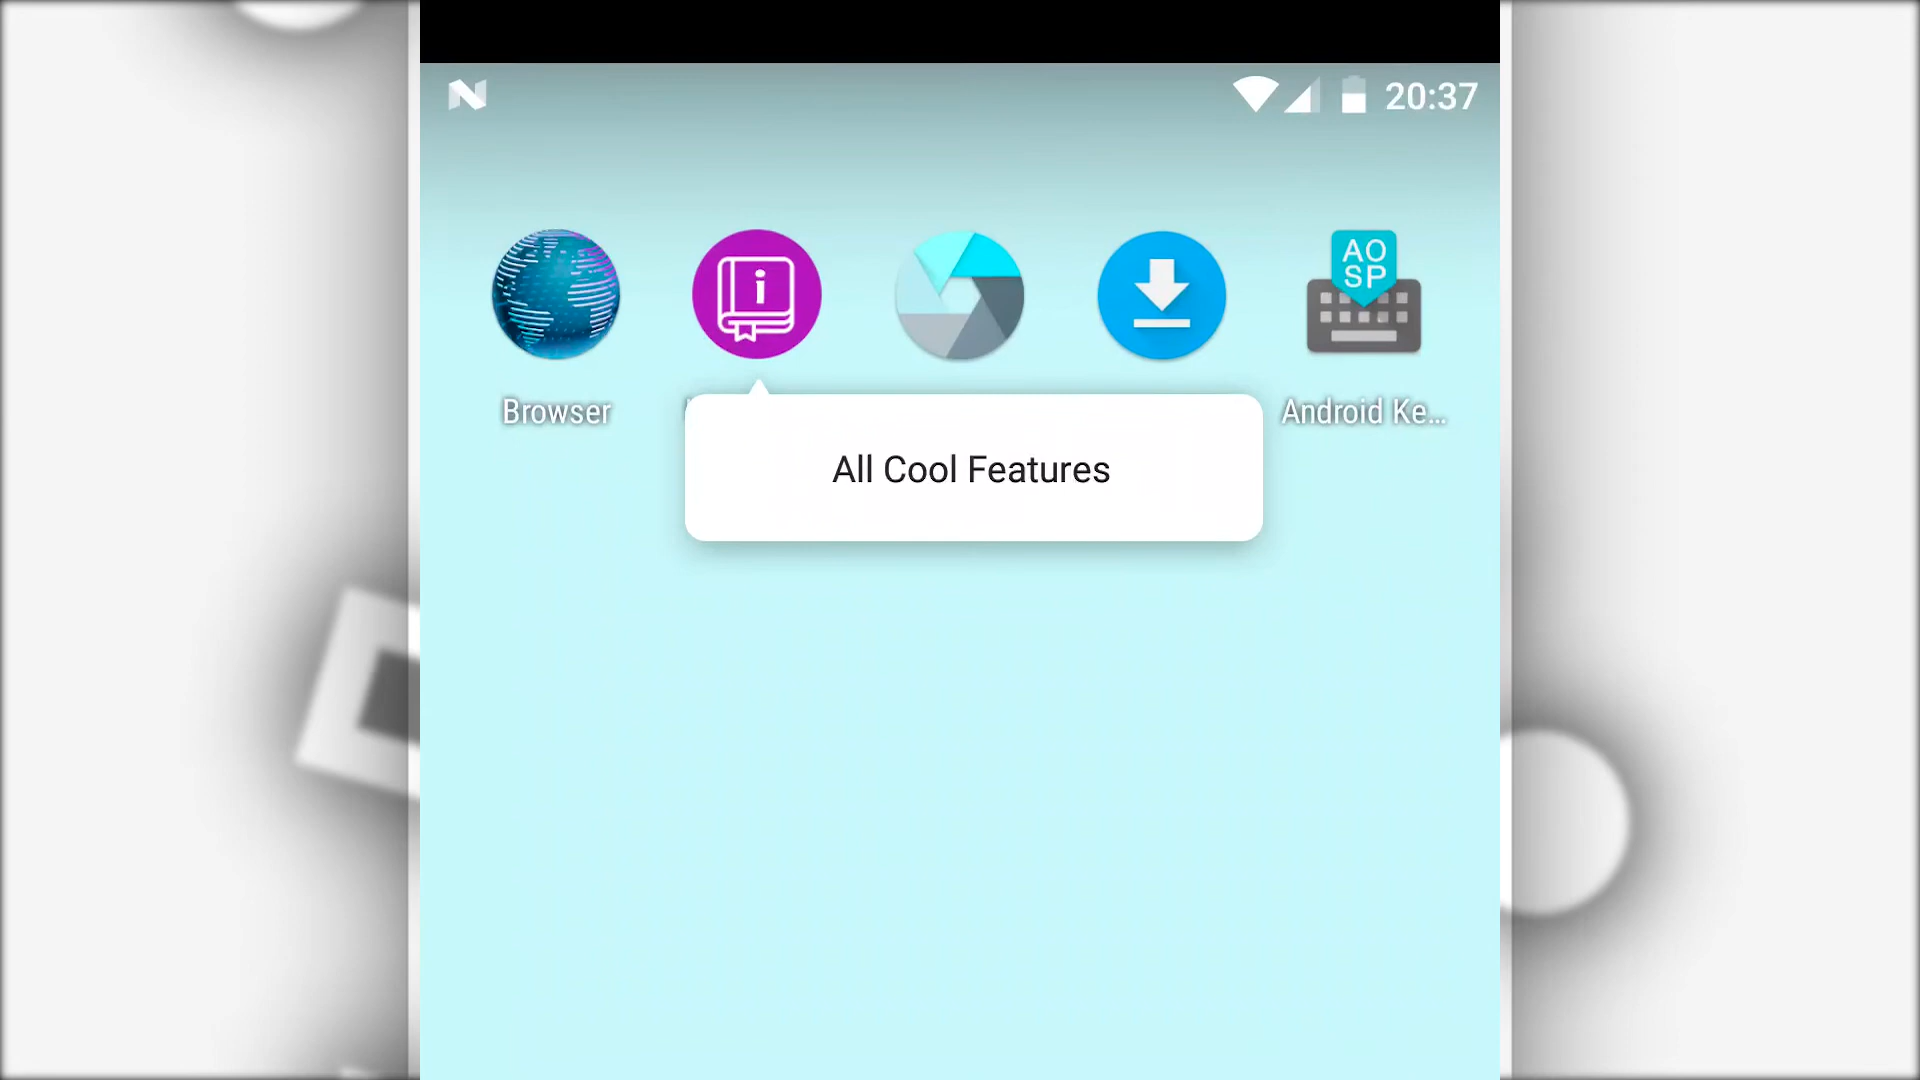 20:37
AO
SP
Browser
Android Ke...
All Cool Features